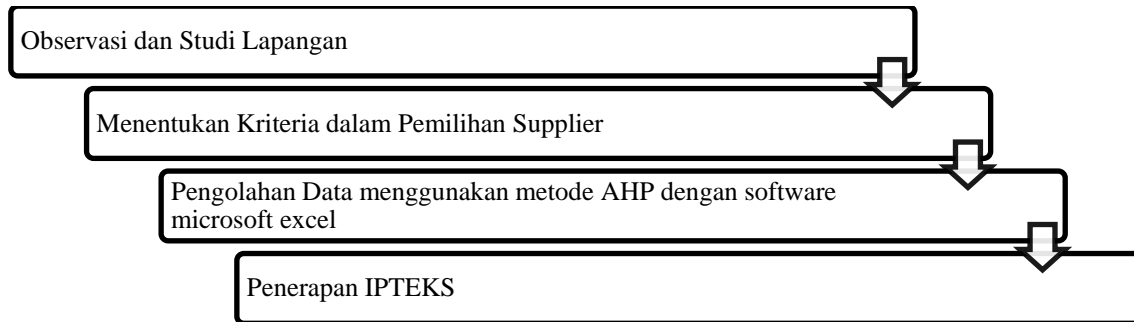 Observasi dan Studi Lapangan
Menentukan Kriteria dalam Pemilihan Supplier
Pengolahan Data menggunakan metode AHP dengan software
microsoft excel
Penerapan IPTEKS